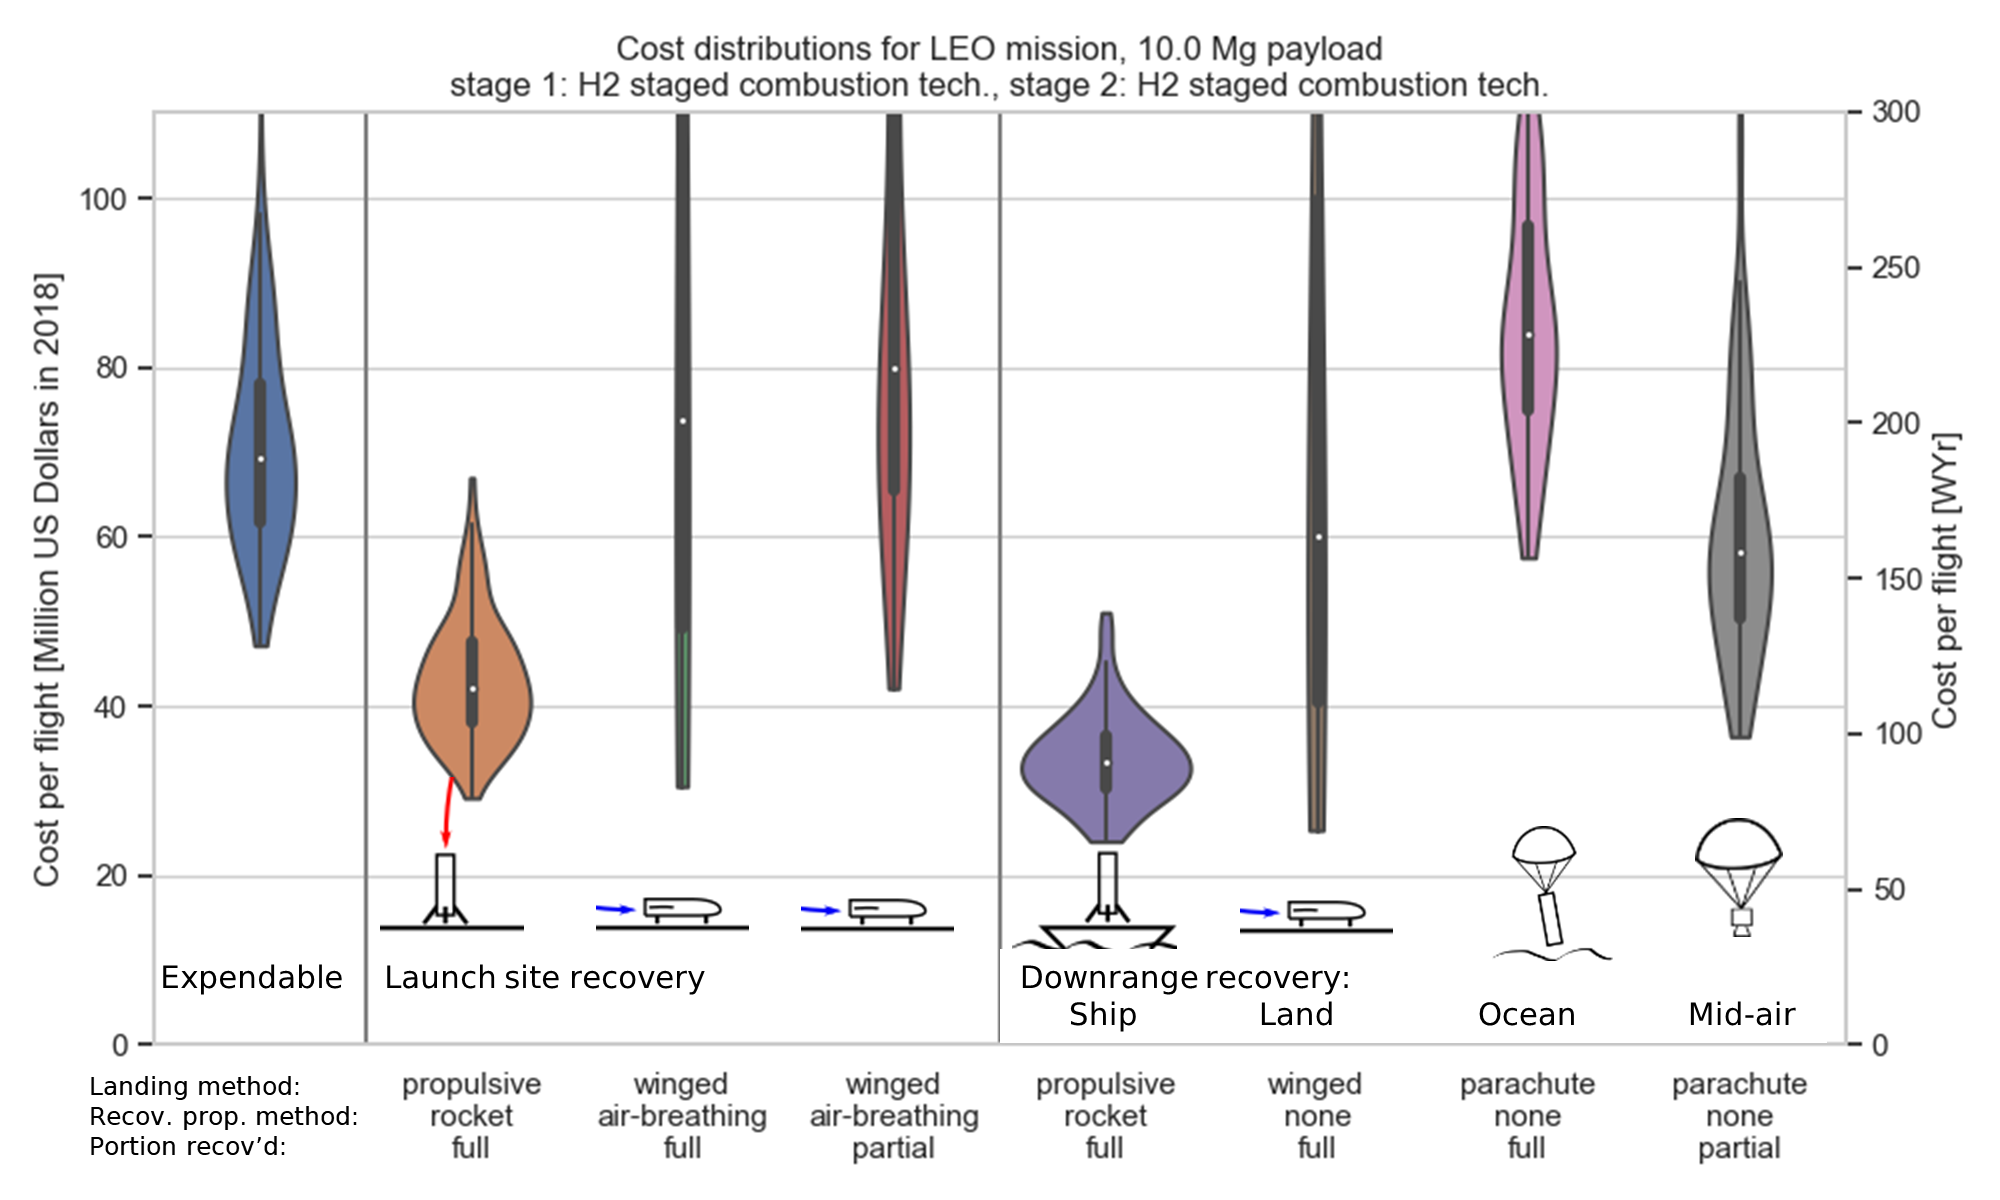 Cost distributions for LEO mission, 10.0 Mg payload
stage 1: H2 staged combustion tech., stage 2: H2 staged combustion tech.
Cost per flight [Million US Dollars in 2018]
100
80
60
40
20
0
300
250
200
150
100
50
0
Cost per flight [WYr]
Expendable
Launch site recovery
Downrange recovery:
Ship
Land
Ocean
Mid-air
Landing method:
Recov. prop. method:
Portion recov’d:
propulsive
rocket
full
winged
air-breathing
full
winged
air-breathing
partial
propulsive
rocket
full
winged
none
full
parachute
none
full
parachute
none
partial